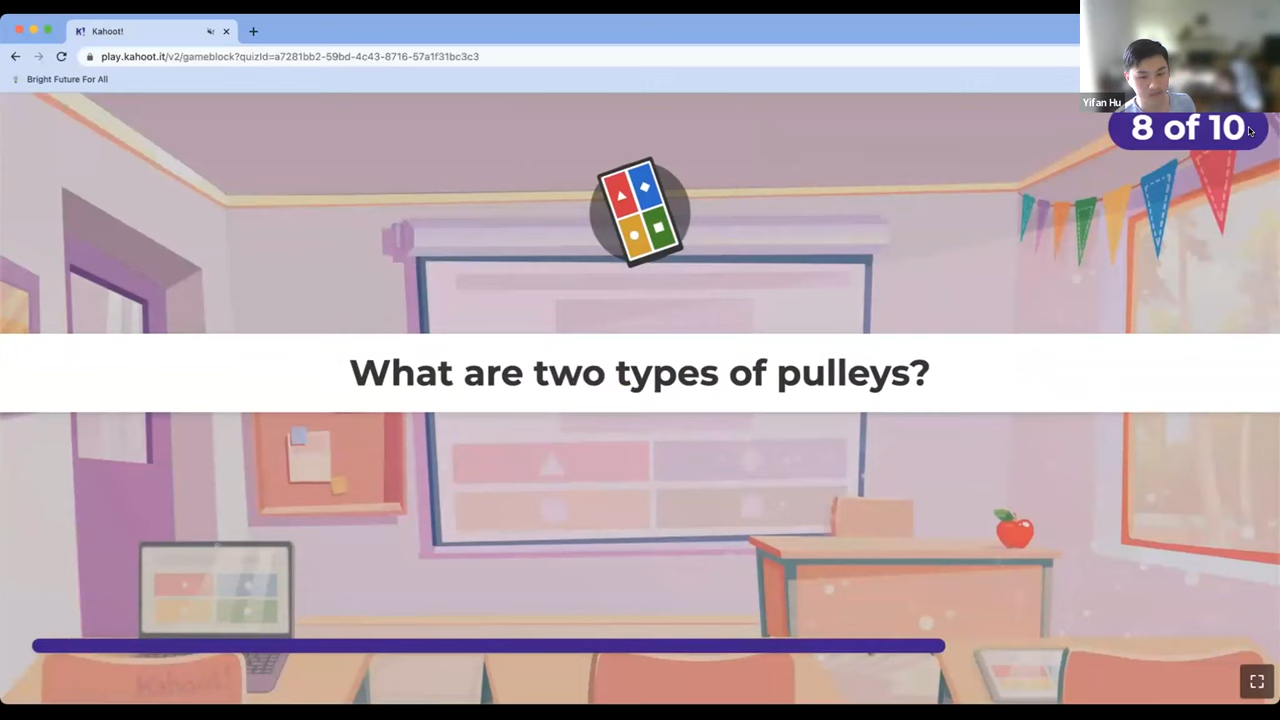 K! Kahoot!
play.kahoot.it/v2/gameblock?quizId=a7281bb2-59bd-4c43-8716-57a1f31bc3c3
Bright Future For All
Yifan Hu
8 of 10
What are two types of pulleys?
Kahoot!